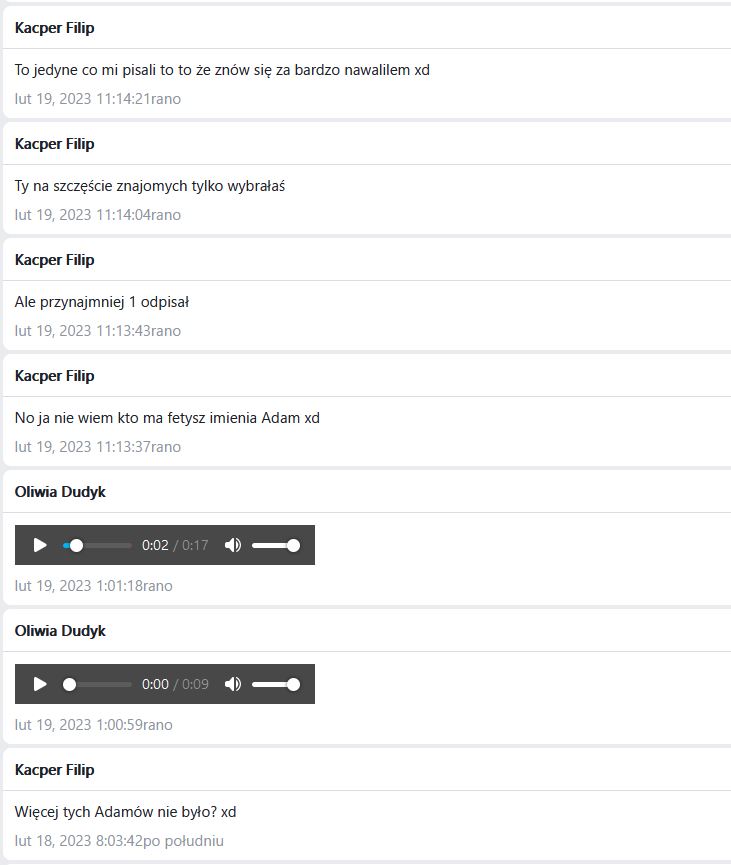 Kacper Filip
To jedyne co mi pisali to to że znów się za bardzo nawalilem xd
lut 19, 2023 11:14:21rano
Kacper Filip
Ty na szczęście znajomych tylko wybrałaś
lut 19, 2023 11:14:04rano
Kacper Filip
Ale przynajmniej 1 odpisał
lut 19, 2023 11:13:43rano
Kacper Filip
No ja nie wiem kto ma fetysz imienia Adam xd
lut 19, 2023 11:13:37rano
Oliwia Dudyk
0:02 / 0:17
lut 19, 2023 1:01:18rano
Oliwia Dudyk
0:00 / 0:09
lut 19, 2023 1:00:59rano
Kacper Filip
Więcej tych Adamów nie było? xd
lut 18, 2023 8:03:42po południu